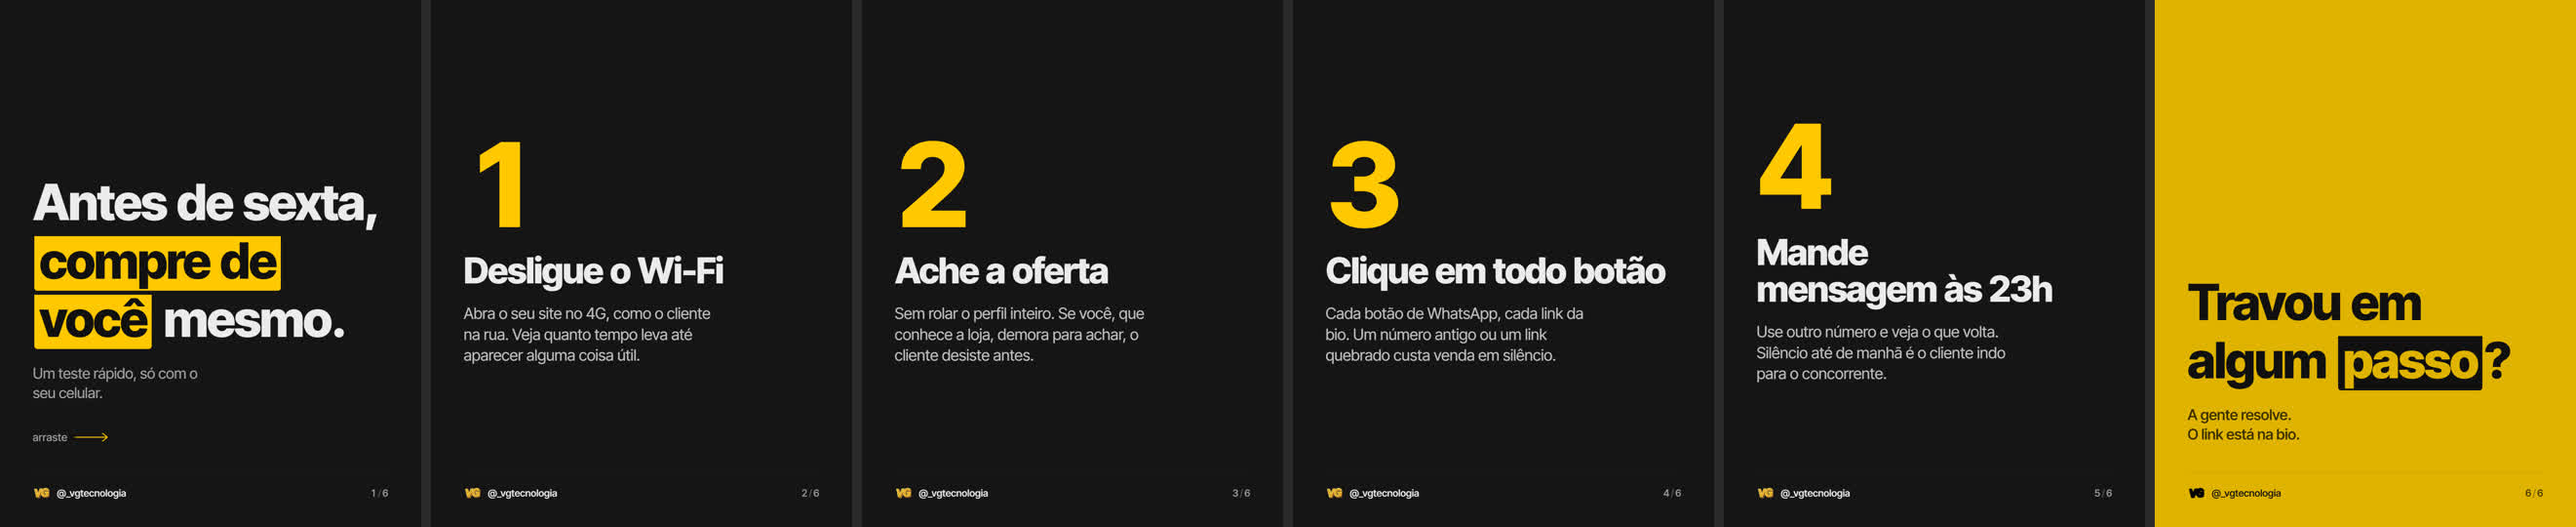 Antes de sexta,
compre de
você mesmo.
Um teste rápido, só com o
seu celular.
arraste
VG @_vgtecnologia
1/6
1
Desligue o Wi-Fi
Abra o seu site no 4G, como o cliente
na rua. Veja quanto tempo leva até
aparecer alguma coisa útil.
VG @_vgtecnologia
2/6
2
Ache a oferta
Sem rolar o perfil inteiro. Se você, que
conhece a loja, demora para achar, o
cliente desiste antes.
VG @_vgtecnologia
3/6
3
Clique em todo botão
Cada botão de WhatsApp, cada link da
bio. Um número antigo ou um link
quebrado custa venda em silêncio.
VG @_vgtecnologia
4/6
4
Mande
mensagem às 23h
Use outro número e veja o que volta.
Silêncio até de manhã é o cliente indo
para o concorrente.
VG @_vgtecnologia
5/6
Travou em
algum passo?
A gente resolve.
O link está na bio.
VG @_vgtecnologia
6/6